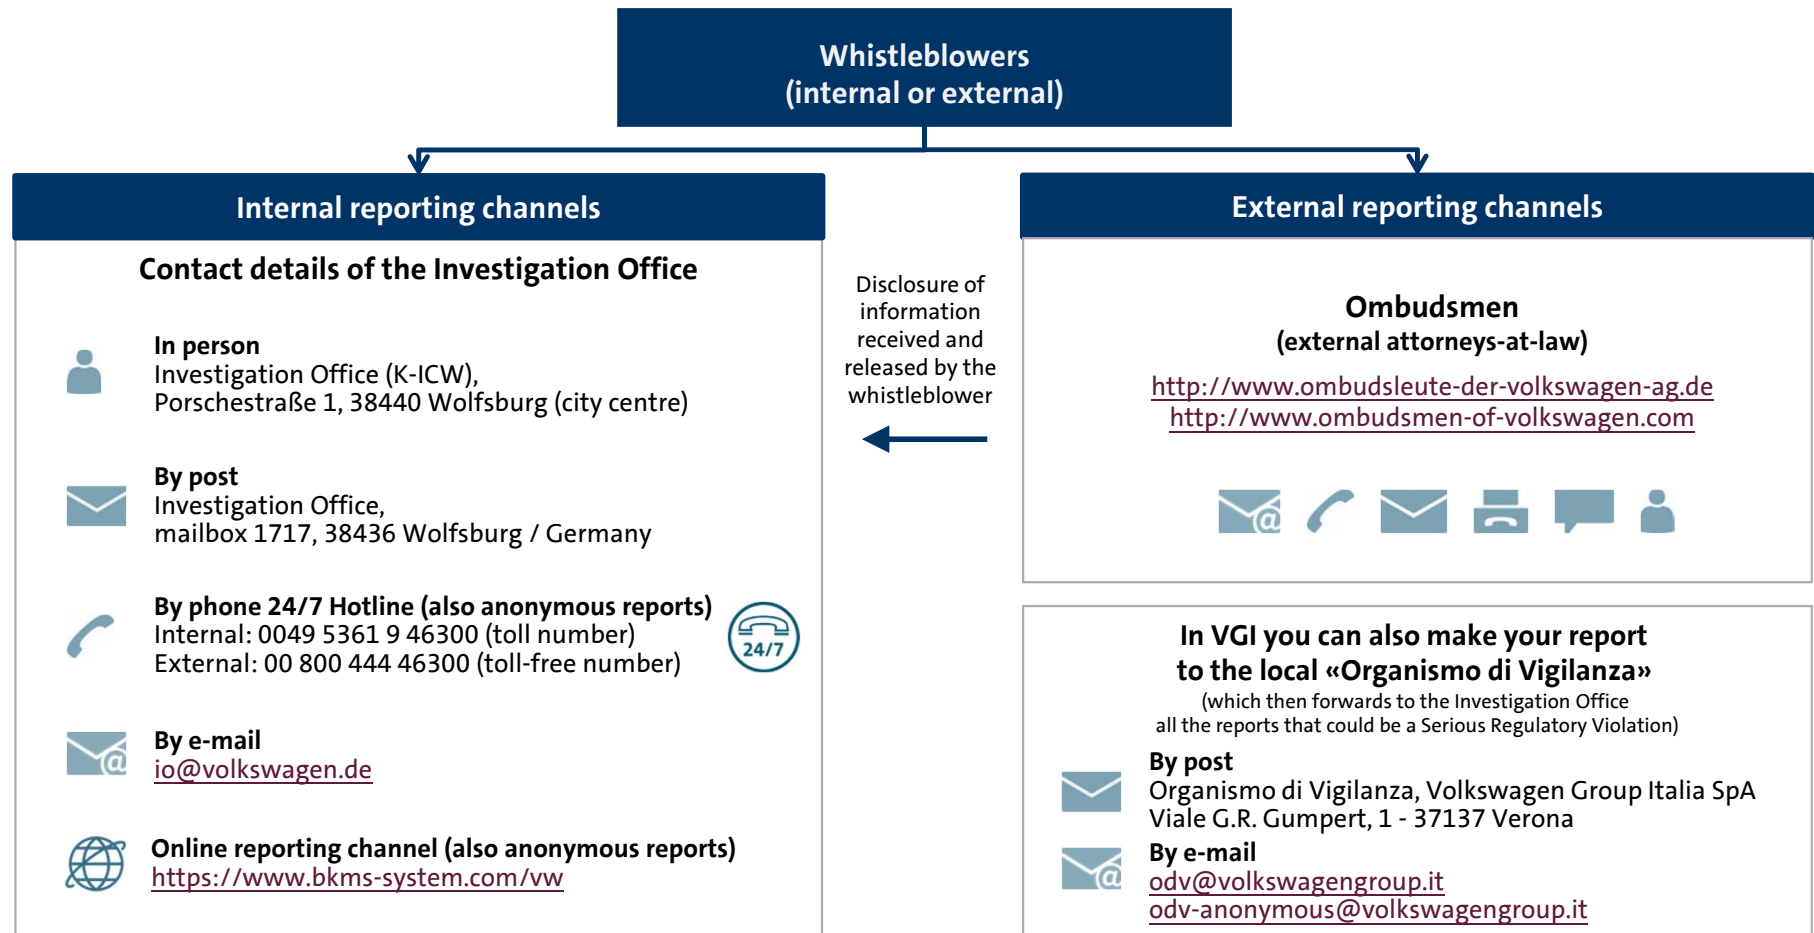 Whistleblowers
(internal or external)
Internal reporting channels
Contact details of the Investigation Office
In person
Investigation Office (K-ICW),
Porschestraße 1, 38440 Wolfsburg (city centre)
By post
Investigation Office,
mailbox 1717, 38436 Wolfsburg / Germany
By phone 24/7 Hotline (also anonymous reports)
Internal: 0049 5361 9 46300 (toll number)
External: 00 800 444 46300 (toll-free number)
24/7
By e-mail
io@volkswagen.de
Online reporting channel (also anonymous reports)
https://www.bkms-system.com/vw
Disclosure of
information
received and
released by the
whistleblower
External reporting channels
Ombudsmen
(external attorneys-at-law)
http://www.ombudsleute-der-volkswagen-ag.de
http://www.ombudsmen-of-volkswagen.com
In VGI you can also make your report
to the local «Organismo di Vigilanza»
(which then forwards to the Investigation Office
all the reports that could be a Serious Regulatory Violation)
By post
Organismo di Vigilanza, Volkswagen Group Italia SpA
Viale G.R. Gumpert, 1 - 37137 Verona
By e-mail
odv@volkswagengroup.it
odv-anonymous@volkswagengroup.it